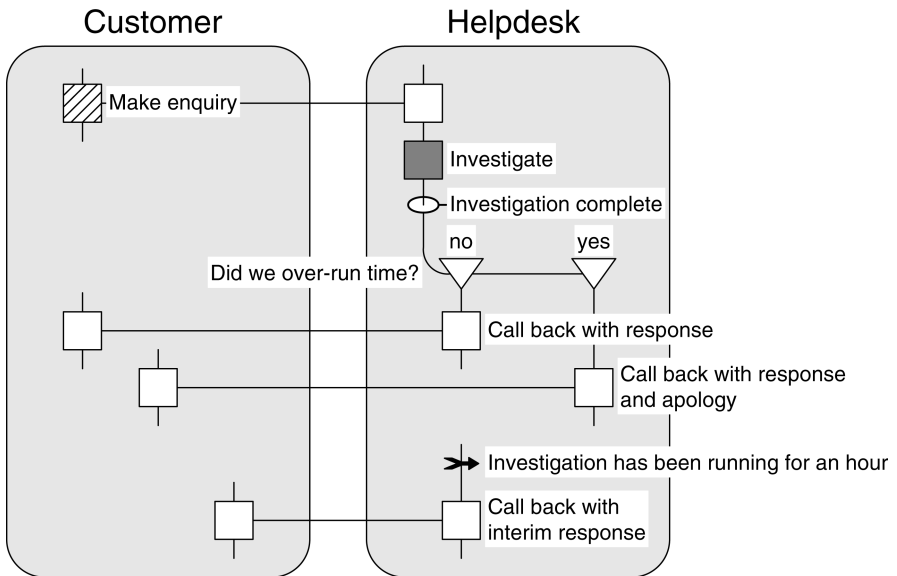 Customer
Helpdesk
Make enquiry
Investigate
Investigation complete
no
yes
Did we over-run time?
Call back with response
Call back with response
and apology
Investigation has been running for an hour
Call back with
interim response